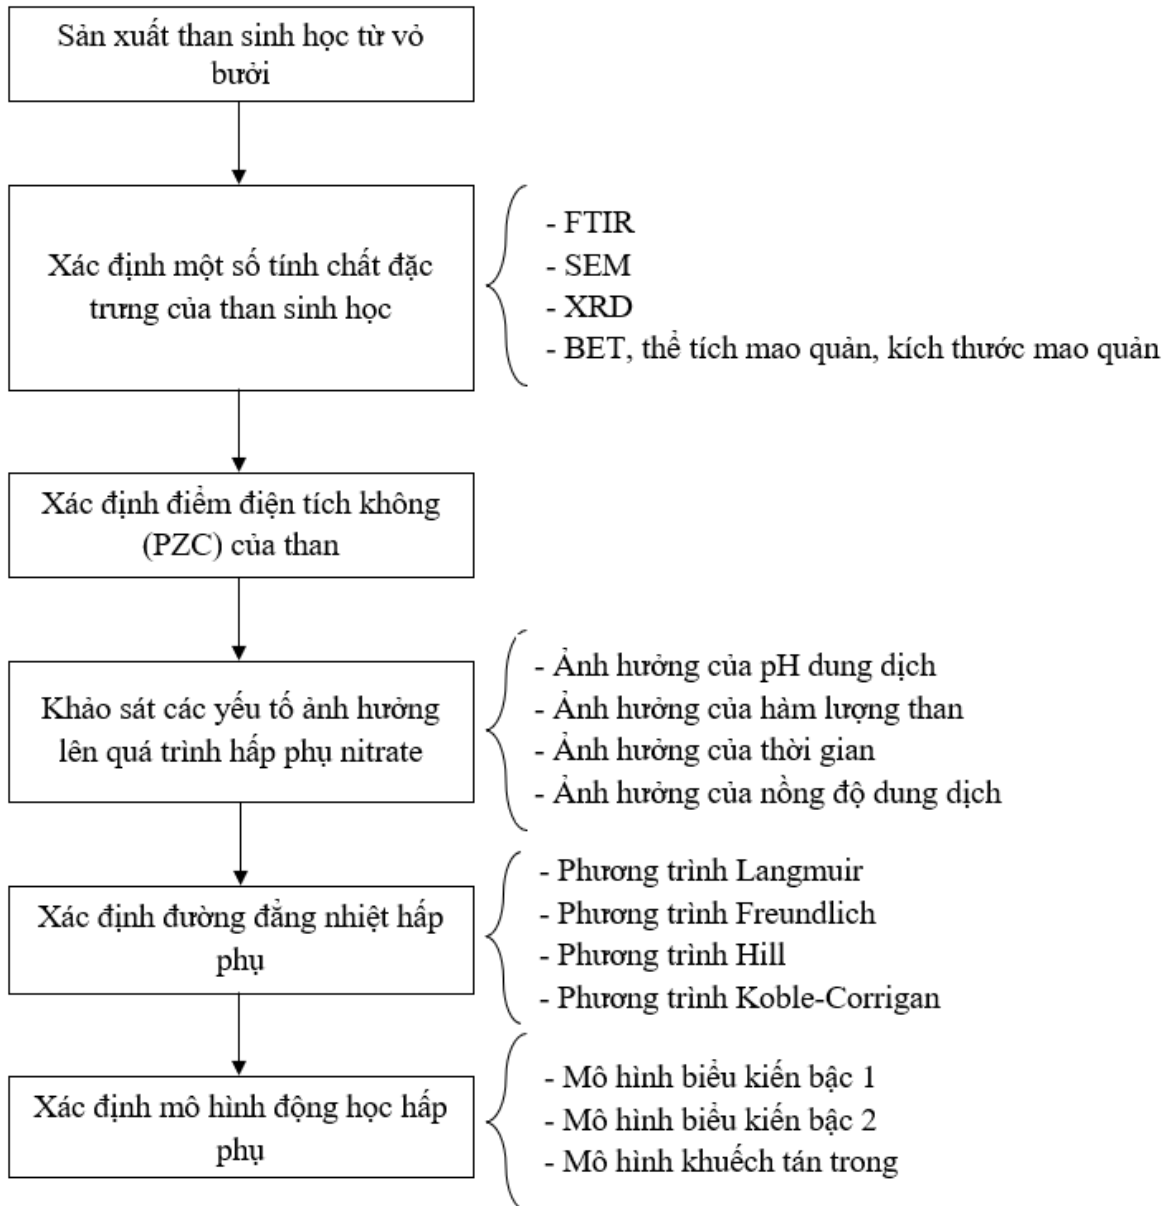 Sản xuất than sinh học từ vỏ
bưởi
Xác định một số tính chất đặc
trưng của than sinh học
- FTIR
- SEM
- XRD
- BET, thể tích mao quản, kích thước mao quản
Xác định điểm điện tích không
(PZC) của than
Khảo sát các yếu tố ảnh hưởng
lên quá trình hấp phụ nitrate
- Ảnh hưởng của pH dung dịch
- Ảnh hưởng của hàm lượng than
- Ảnh hưởng của thời gian
- Ảnh hưởng của nồng độ dung dịch
Xác định đường đẳng nhiệt hấp
phụ
- Phương trình Langmuir
- Phương trình Freundlich
- Phương trình Hill
- Phương trình Koble-Corrigan
Xác định mô hình động học hấp
phụ
- Mô hình biểu kiến bậc 1
- Mô hình biểu kiến bậc 2
- Mô hình khuếch tán trong